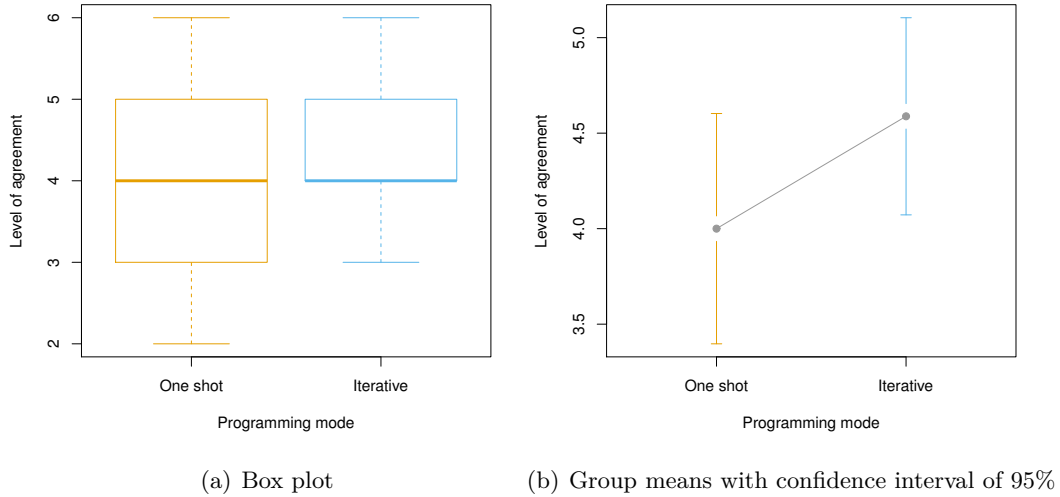 6
5
4
3
2
Level of agreement
One shot
Iterative
Programming mode
(a) Box plot
5.0
4.5
4.0
3.5
Level of agreement
One shot
Iterative
Programming mode
(b) Group means with confidence interval of 95%